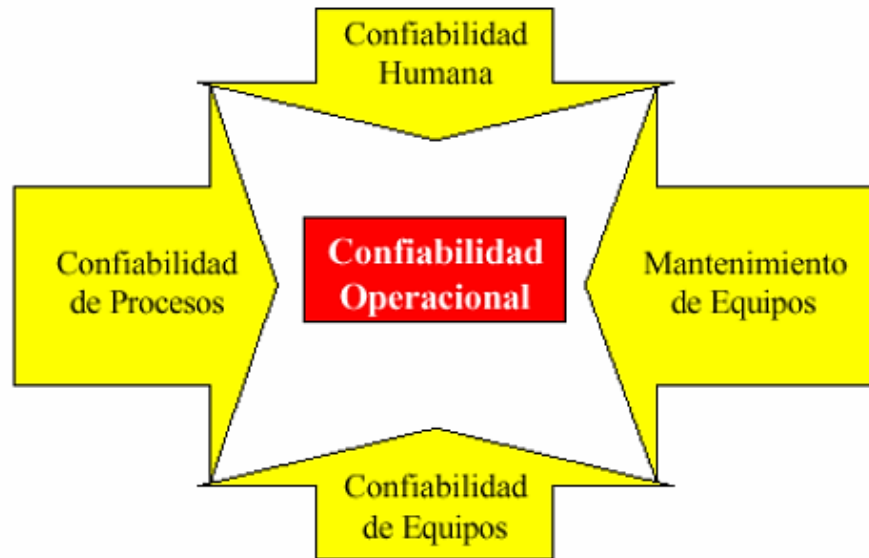 Confiabilidad
Humana
Confiabilidad
de Procesos
Confiabilidad
Operacional
Mantenimiento
de Equipos
Confiabilidad
de Equipos